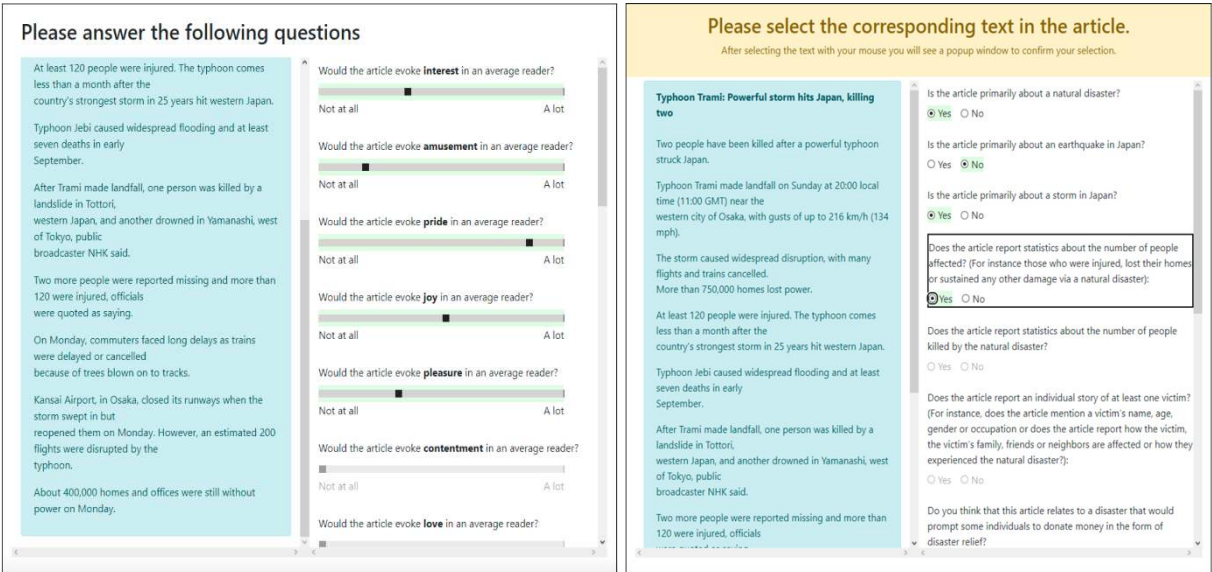 Please answer the following questions
At least 120 people were injured. The typhoon comes
less than a month after the
country's strongest storm in 25 years hit western Japan.
Typhoon Jebi caused widespread flooding and at least
seven deaths in early
September.
After Trami made landfall, one person was killed by a
landslide in Tottori,
western Japan, and another drowned in Yamanashi, west
of Tokyo, public
broadcaster NHK said.
Two more people were reported missing and more than
120 were injured, officials
were quoted as saying.
On Monday, commuters faced long delays as trains
were delayed or cancelled
because of trees blown on to tracks.
Kansai Airport, in Osaka, closed its runways when the
storm swept in but
reopened them on Monday. However, an estimated 200
flights were disrupted by the
typhoon.
About 400,000 homes and offices were still without
power on Monday.
Would the article evoke interest in an average reader?
Not at all A lot
Would the article evoke amusement in an average reader?
Not at all A lot
Would the article evoke pride in an average reader?
Not at all A lot
Would the article evoke joy in an average reader?
Not at all A lot
Would the article evoke pleasure in an average reader?
Not at all A lot
Would the article evoke contentment in an average reader?
Not at all A lot
Would the article evoke love in an average reader?
Please select the corresponding text in the article.
After selecting the text with your mouse you will see a popup window to confirm your selection.
Typhoon Trami: Powerful storm hits Japan, killing
two
Two people have been killed after a powerful typhoon
struck Japan.
Typhoon Trami made landfall on Sunday at 20:00 local
time (11:00 GMT) near the
western city of Osaka, with gusts of up to 216 km/h (134
mph).
The storm caused widespread disruption, with many
flights and trains cancelled.
More than 750,000 homes lost power.
At least 120 people were injured. The typhoon comes
less than a month after the
country's strongest storm in 25 years hit western Japan.
Typhoon Jebi caused widespread flooding and at least
seven deaths in early
September.
After Trami made landfall, one person was killed by a
landslide in Tottori,
western Japan, and another drowned in Yamanashi, west
of Tokyo, public
broadcaster NHK said.
Two more people were reported missing and more than
120 were injured, officials
were quoted as saying
Is the article primarily about a natural disaster?
Yes No
Is the article primarily about an earthquake in Japan?
Yes No
Is the article primarily about a storm in Japan?
Yes No
Does the article report statistics about the number of people
affected? (For instance those who were injured, lost their homes
or sustained any other damage via a natural disaster):
Yes No
Does the article report statistics about the number of people
killed by the natural disaster?
Yes No
Does the article report an individual story of at least one victim?
(For instance, does the article mention a victim's name, age,
gender or occupation or does the article report how the victim,
the victim's family, friends or neighbors are affected or how they
experienced the natural disaster?):
Yes No
Do you think that this article relates to a disaster that would
prompt some individuals to donate money in the form of
disaster relief?